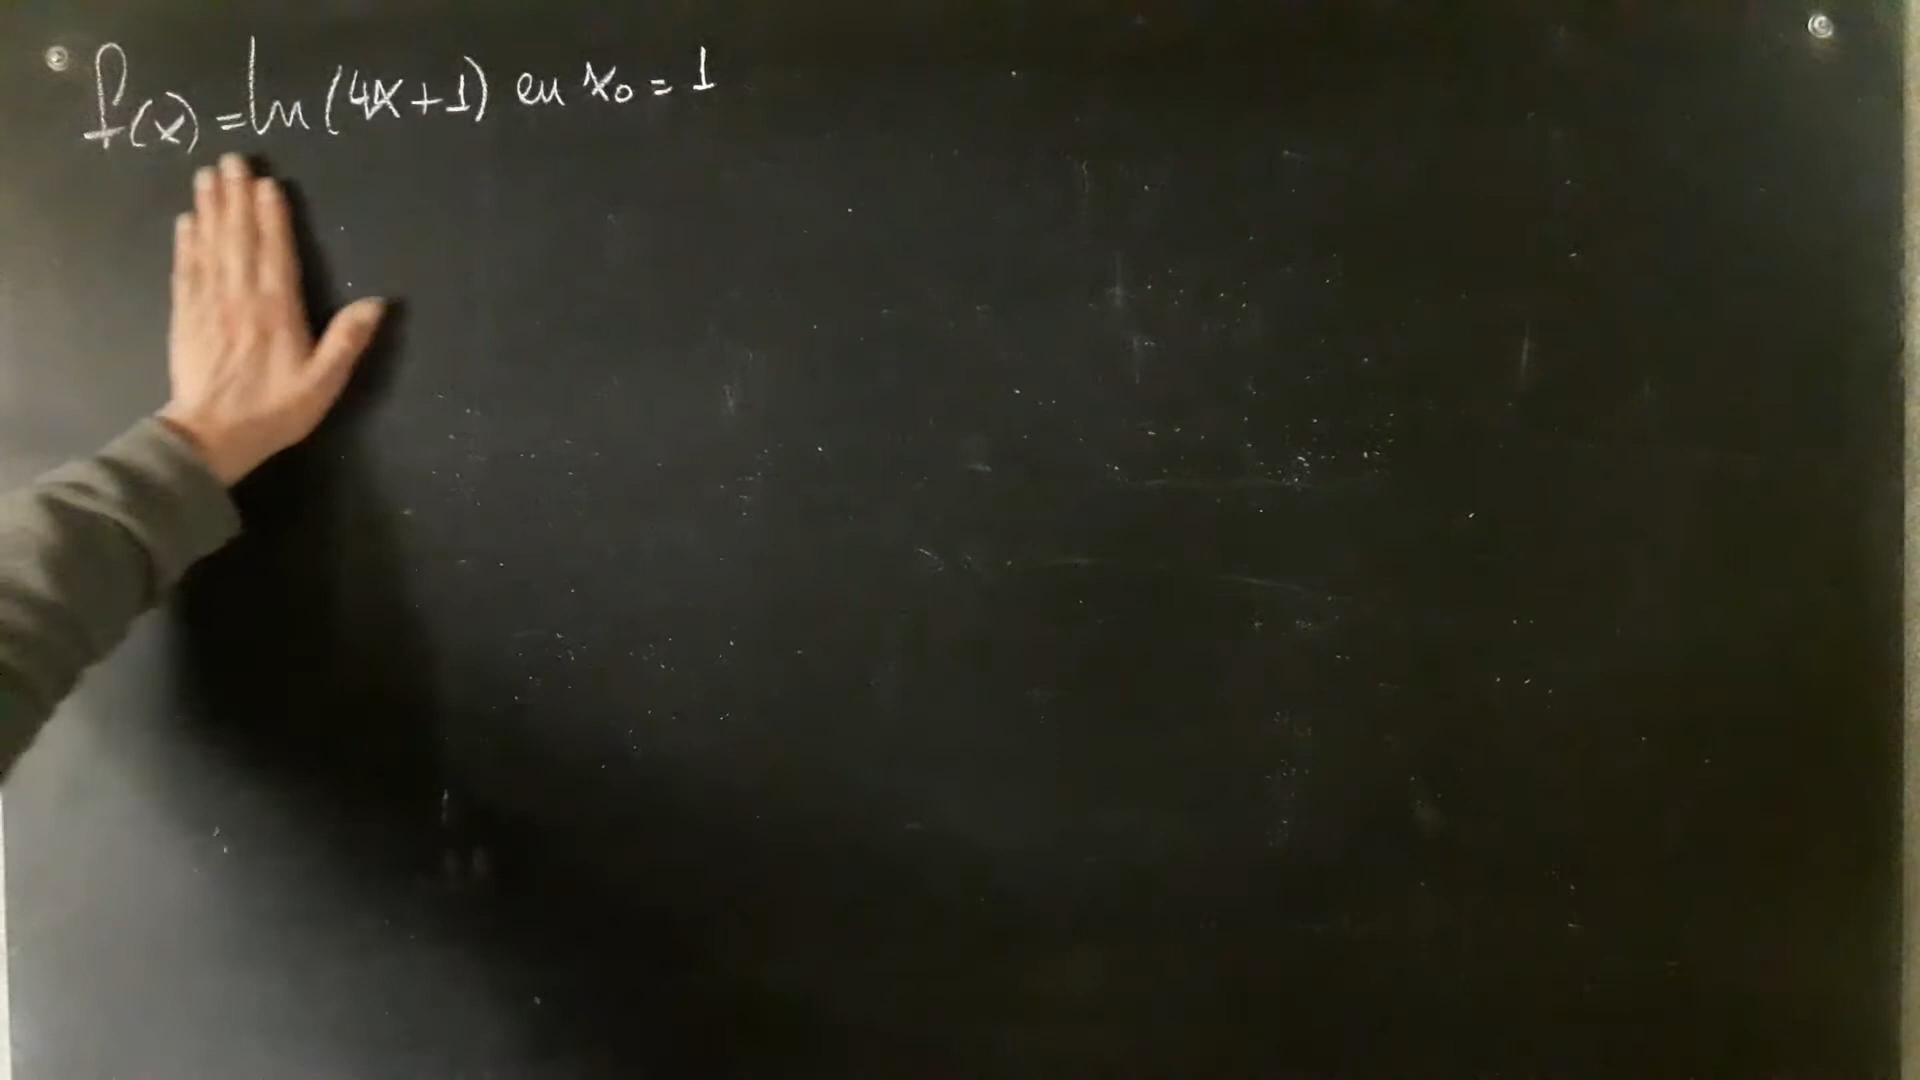 f(x) = ln (4x+1) en x₀ = 1